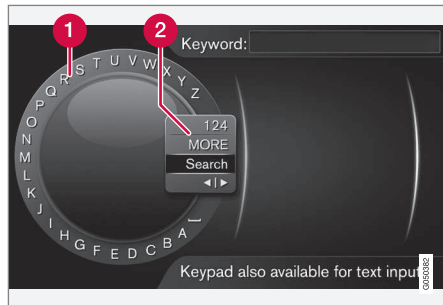 1
2
Keyword:
A B C D E F G H I J K L M N O P Q R S T U V W X Y Z
124
MORE
Search
◄|►
Keypad also available for text input
G050382